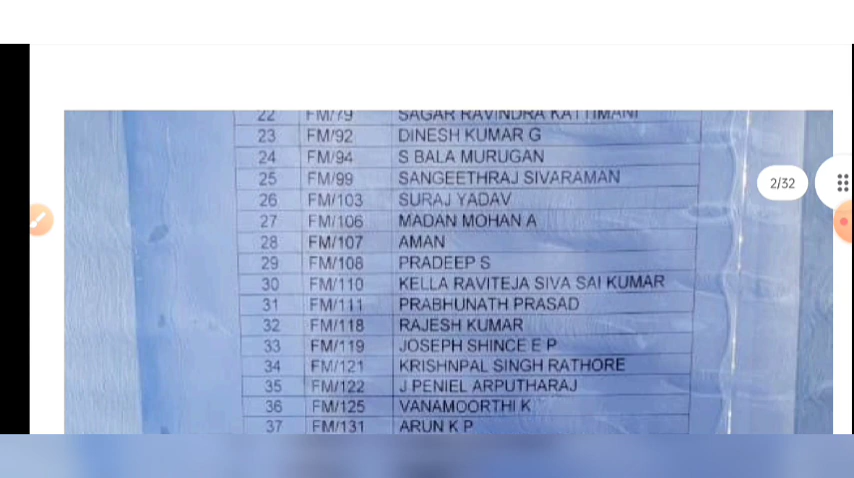 22 FM/79 SAGAR RAVINDRA KATTIMANI
23 FM/92 DINESH KUMAR G
24 FM/94 S BALA MURUGAN
25 FM/99 SANGEETHRAJ SIVARAMAN
26 FM/103 SURAJ YADAV
27 FM/106 MADAN MOHAN A
28 FM/107 AMAN
29 FM/108 PRADEEP S
30 FM/110 KELLA RAVITEJA SIVA SAI KUMAR
31 FM/111 PRABHUNATH PRASAD
32 FM/118 RAJESH KUMAR
33 FM/119 JOSEPH SHINCE E P
34 FM/121 KRISHNPAL SINGH RATHORE
35 FM/122 J PENIEL ARPUTHARAJ
36 FM/125 VANAMOORTHI K
37 FM/131 ARUN K P
2/32